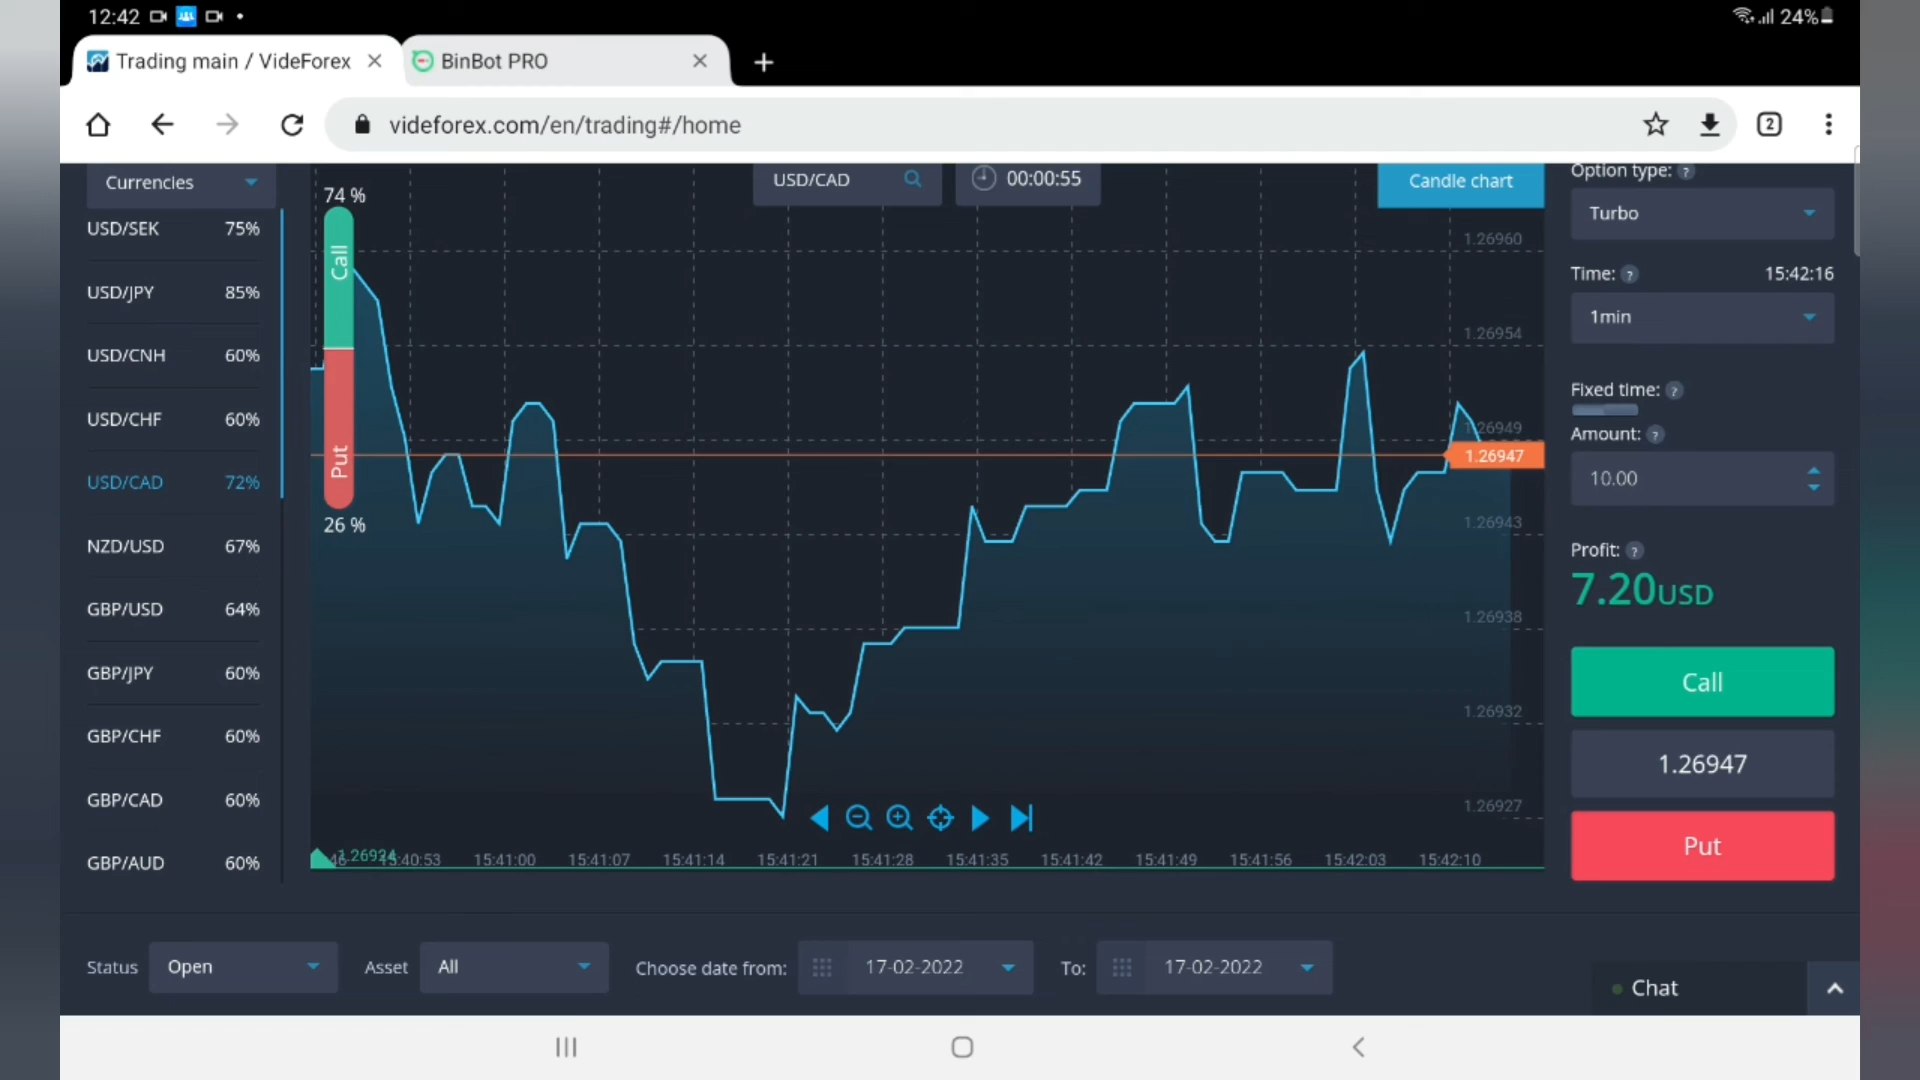 12:42
24%
Trading main / VideForex
BinBot PRO
videforex.com/en/trading#/home
2
Currencies
USD/SEK 75%
USD/JPY 85%
USD/CNH 60%
USD/CHF 60%
USD/CAD 72%
NZD/USD 67%
GBP/USD 64%
GBP/JPY 60%
GBP/CHF 60%
GBP/CAD 60%
GBP/AUD 60%
74 %
Call
Put
26 %
USD/CAD
00:00:55
Candle chart
1.26960
1.26954
1.26949
1.26947
1.26943
1.26938
1.26932
1.26927
1.26924
46
15:40:53
15:41:00
15:41:07
15:41:14
15:41:21
15:41:28
15:41:35
15:41:42
15:41:49
15:41:56
15:42:03
15:42:10
Option type: ?
Turbo
Time: ? 15:42:16
1min
Fixed time: ?
Amount: ?
10.00
Profit: ?
7.20USD
Call
1.26947
Put
Status Open Asset All Choose date from: 17-02-2022 To: 17-02-2022
Chat